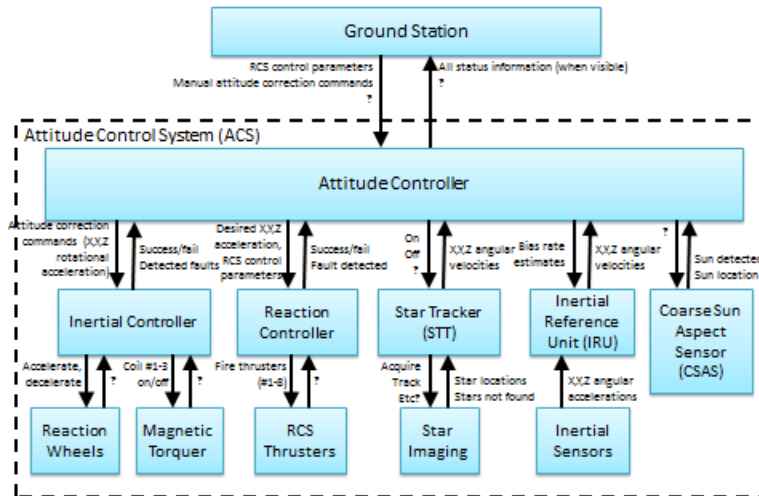 Ground Station
RCS control parameters
Manual attitude correction commands
?
All status information (when visible)
?
Attitude Control System (ACS)
Attitude Controller
Attitude correction
commands (X,Y,Z
rotational
acceleration)
Success/fail
Detected faults
Desired X,Y,Z
acceleration,
RCS control
parameters
Success/fail
Fault detected
On
Off
?
X,Y,Z angular
velocities
Bias rate
estimates
X,Y,Z angular
velocities
?
Sun detected
Sun location
Inertial Controller
Reaction
Controller
Star Tracker
(STT)
Inertial
Reference
Unit (IRU)
Coarse Sun
Aspect
Sensor
(CSAS)
Accelerate,
decelerate
?
Coil #1-3
on/off
?
Fire thrusters
(#1-8)
?
Acquire
Track
Etc?
Star locations
Stars not found
X,Y,Z angular
accelerations
Reaction
Wheels
Magnetic
Torquer
RCS
Thrusters
Star
Imaging
Inertial
Sensors